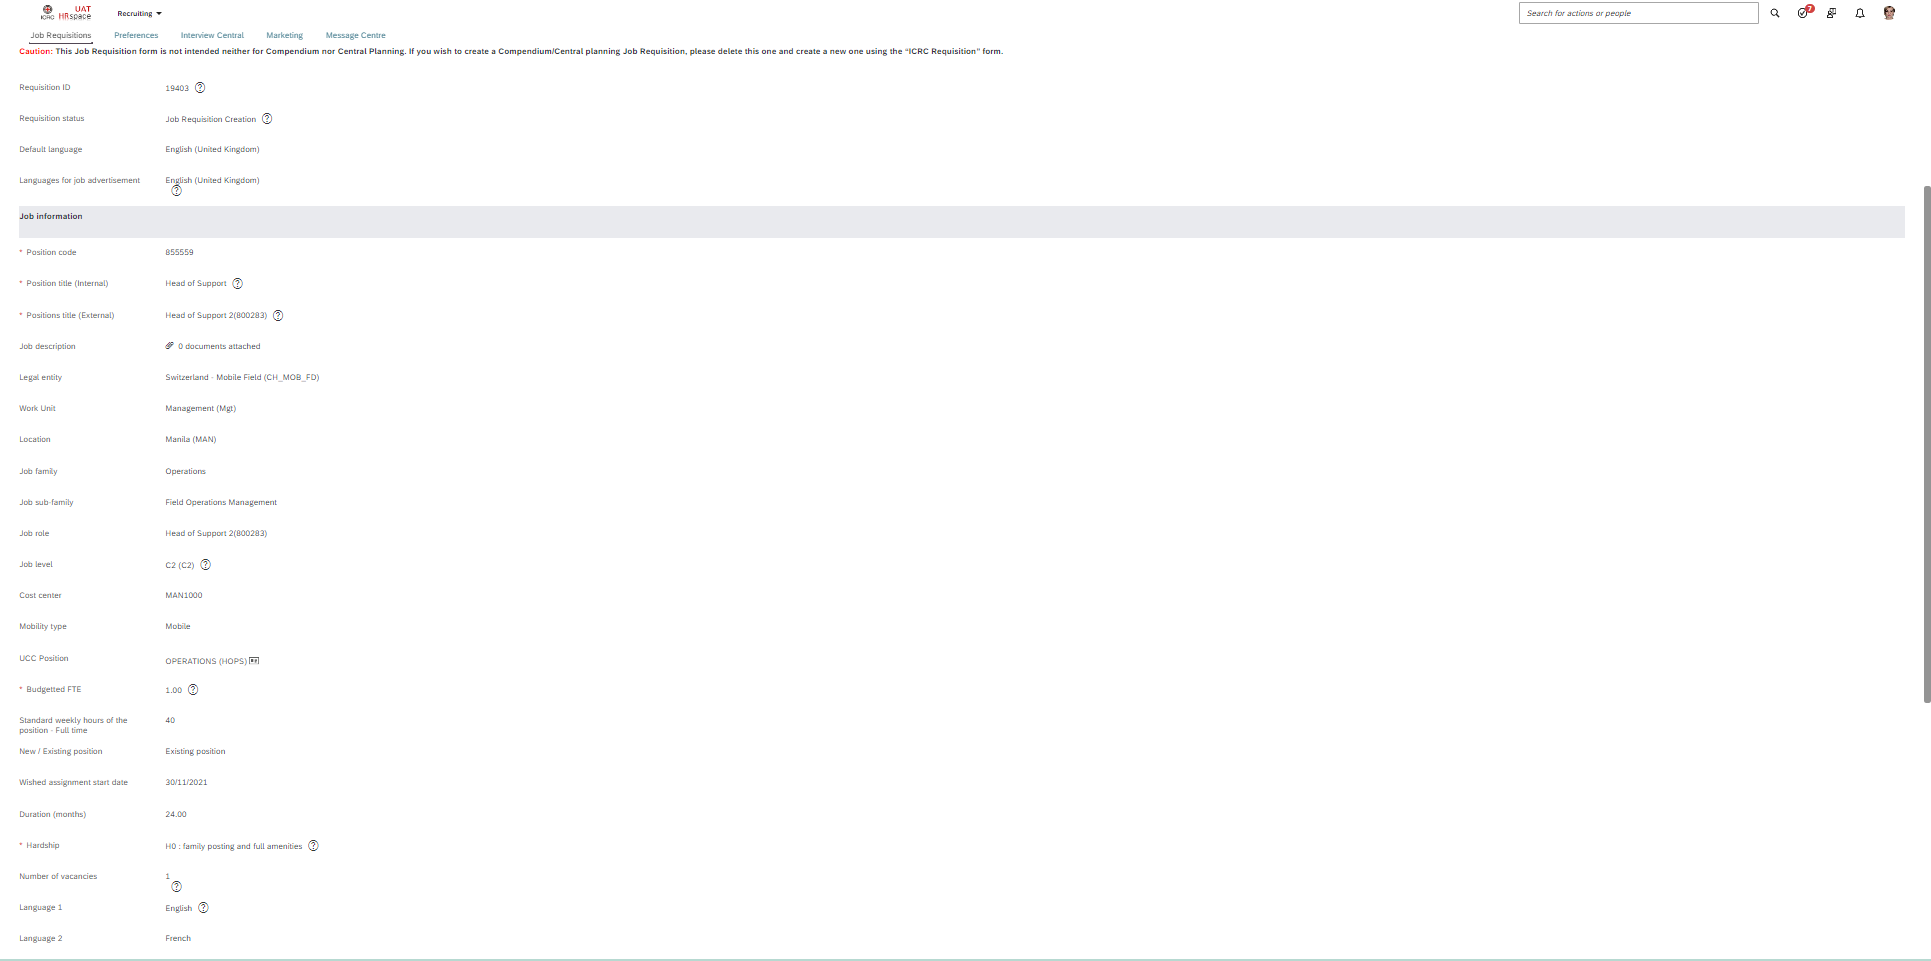 ICRC UAT HRspace Recruiting Search for actions or people 7
Job Requisitions Preferences Interview Central Marketing Message Centre
Caution: This Job Requisition form is not intended neither for Compendium nor Central Planning. If you wish to create a Compendium/Central planning Job Requisition, please delete this one and create a new one using the "ICRC Requisition" form.
Requisition ID 19403 ?
Requisition status Job Requisition Creation ?
Default language English (United Kingdom)
Languages for job advertisement English (United Kingdom)
?
Job information
* Position code 855559
* Position title (Internal) Head of Support ?
* Positions title (External) Head of Support 2(800283) ?
Job description 0 documents attached
Legal entity Switzerland - Mobile Field (CH_MOB_FD)
Work Unit Management (Mgt)
Location Manila (MAN)
Job family Operations
Job sub-family Field Operations Management
Job role Head of Support 2(800283)
Job level C2 (C2) ?
Cost center MAN1000
Mobility type Mobile
UCC Position OPERATIONS (HOPS)
* Budgetted FTE 1.00 ?
Standard weekly hours of the 40
position - Full time
New / Existing position Existing position
Wished assignment start date 30/11/2021
Duration (months) 24.00
* Hardship H0 : family posting and full amenities ?
Number of vacancies 1
?
Language 1 English ?
Language 2 French